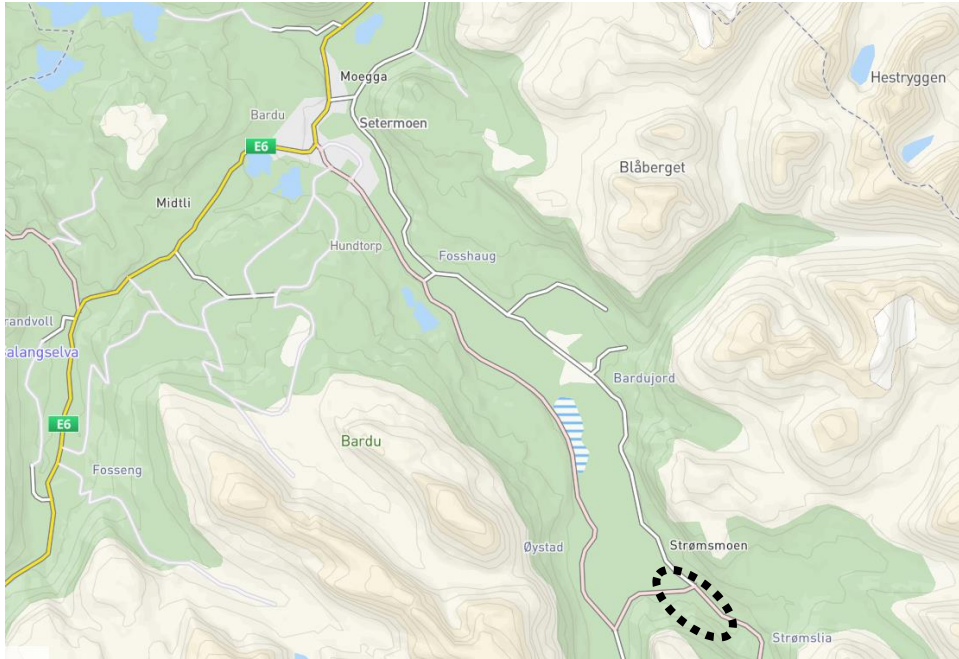 Moegga
Hestryggen
Bardu
Setermoen
E6
Blåberget
Midtli
Hundtorp
Fosshaug
randvoll
alangselva
Bardujord
E6
Bardu
Fosseng
Øystad
Strømsmoen
Strømslia